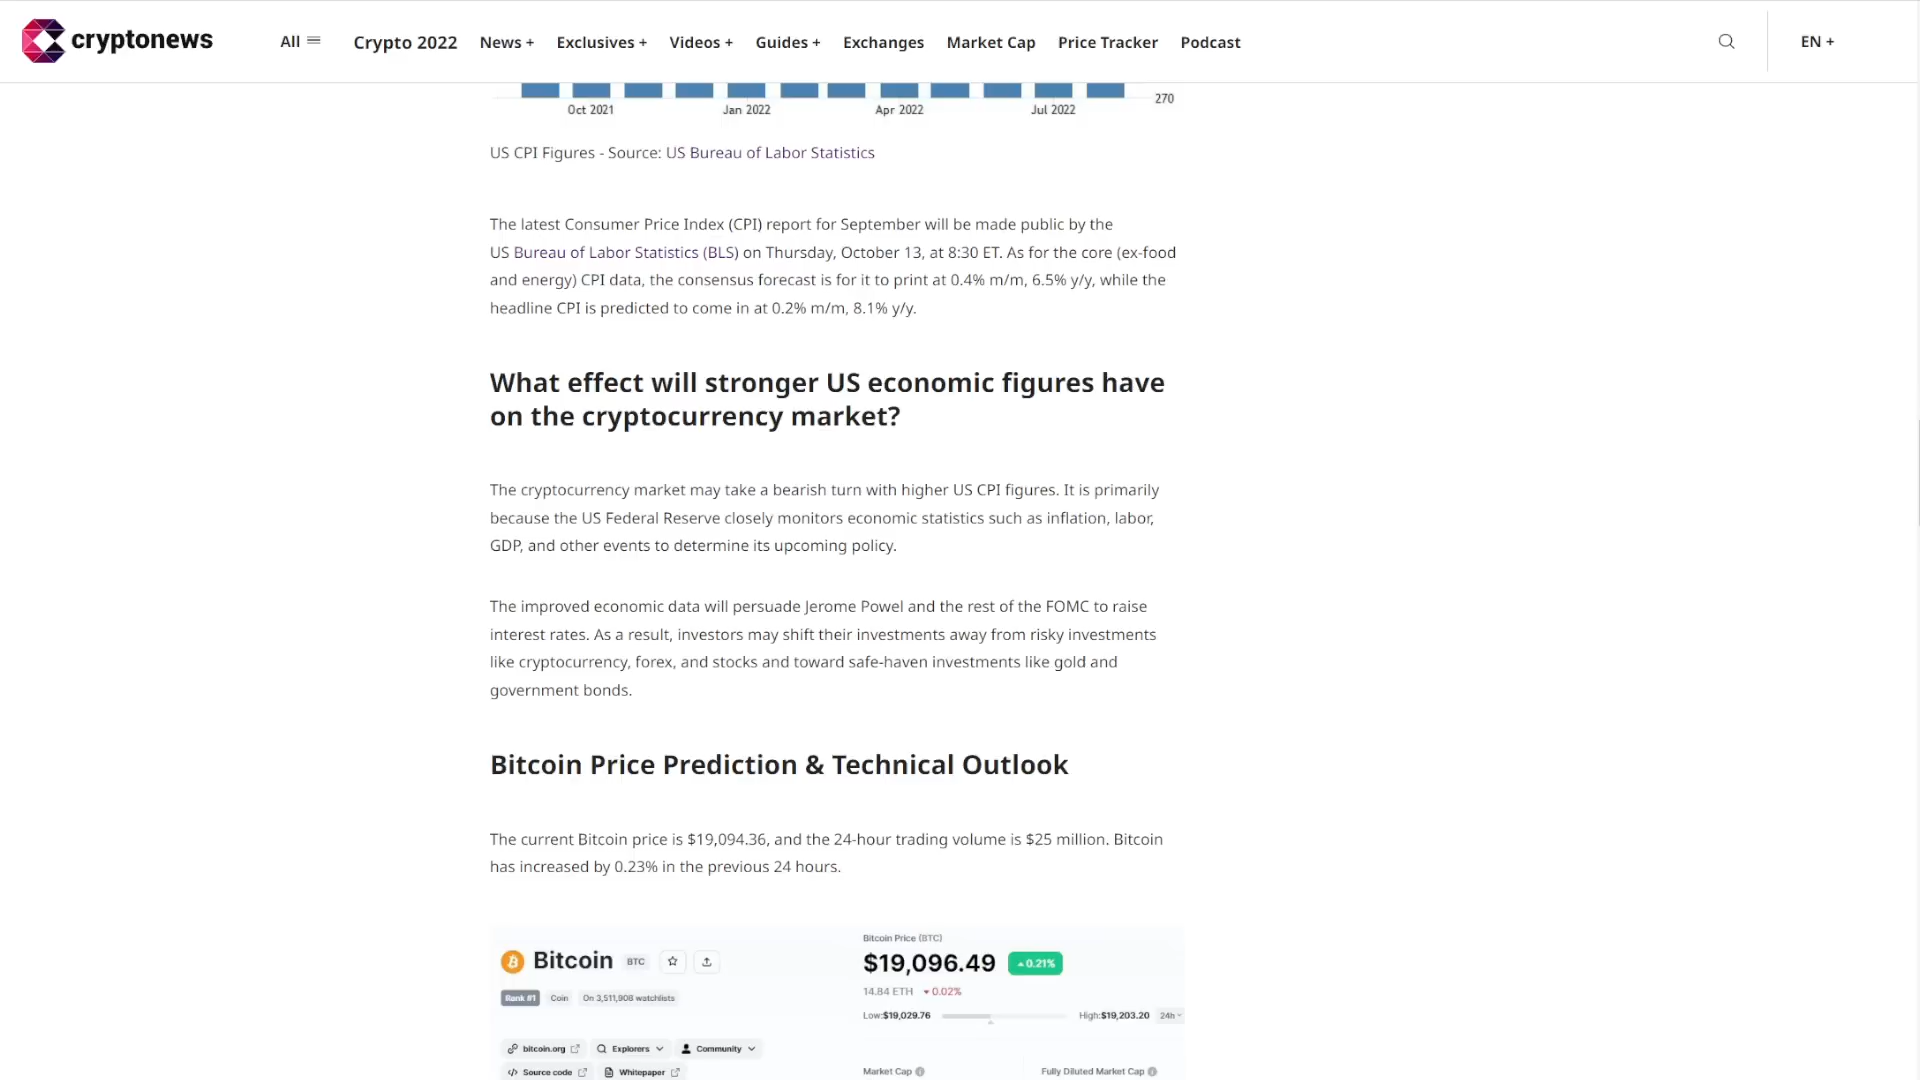 cryptonews
All
Crypto 2022
News +
Exclusives +
Videos +
Guides +
Exchanges
Market Cap
Price Tracker
Podcast
EN +
270
Oct 2021
Jan 2022
Apr 2022
Jul 2022
US CPI Figures - Source: US Bureau of Labor Statistics
The latest Consumer Price Index (CPI) report for September will be made public by the
US Bureau of Labor Statistics (BLS) on Thursday, October 13, at 8:30 ET. As for the core (ex-food
and energy) CPI data, the consensus forecast is for it to print at 0.4% m/m, 6.5% y/y, while the
headline CPI is predicted to come in at 0.2% m/m, 8.1% y/y.
What effect will stronger US economic figures have
on the cryptocurrency market?
The cryptocurrency market may take a bearish turn with higher US CPI figures. It is primarily
because the US Federal Reserve closely monitors economic statistics such as inflation, labor,
GDP, and other events to determine its upcoming policy.
The improved economic data will persuade Jerome Powel and the rest of the FOMC to raise
interest rates. As a result, investors may shift their investments away from risky investments
like cryptocurrency, forex, and stocks and toward safe-haven investments like gold and
government bonds.
Bitcoin Price Prediction & Technical Outlook
The current Bitcoin price is $19,094.36, and the 24-hour trading volume is $25 million. Bitcoin
has increased by 0.23% in the previous 24 hours.
Bitcoin BTC
Rank #1
Coin
On 3,511,908 watchlists
bitcoin.org
Explorers
Community
Source code
Whitepaper
Bitcoin Price (BTC)
$19,096.49
0.21%
14.84 ETH
0.02%
Low:$19,029.76
High:$19,203.20
24h
Market Cap
Fully Diluted Market Cap